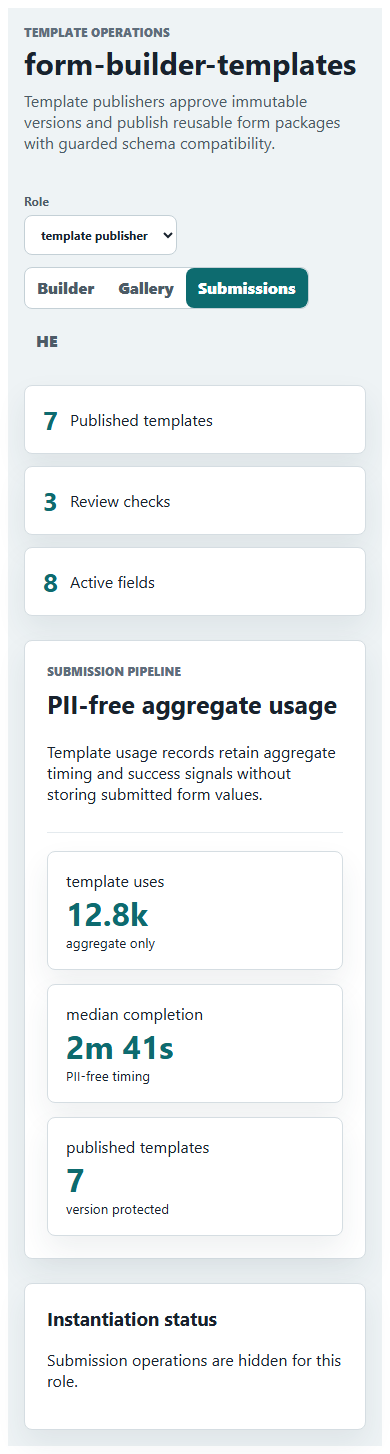 TEMPLATE OPERATIONS
form-builder-templates
Template publishers approve immutable
versions and publish reusable form packages
with guarded schema compatibility.
Role
template publisher
Builder Gallery Submissions
HE
7 Published templates
3 Review checks
8 Active fields
SUBMISSION PIPELINE
PII-free aggregate usage
Template usage records retain aggregate
timing and success signals without
storing submitted form values.
template uses
12.8k
aggregate only
median completion
2m 41s
PII-free timing
published templates
7
version protected
Instantiation status
Submission operations are hidden for this
role.